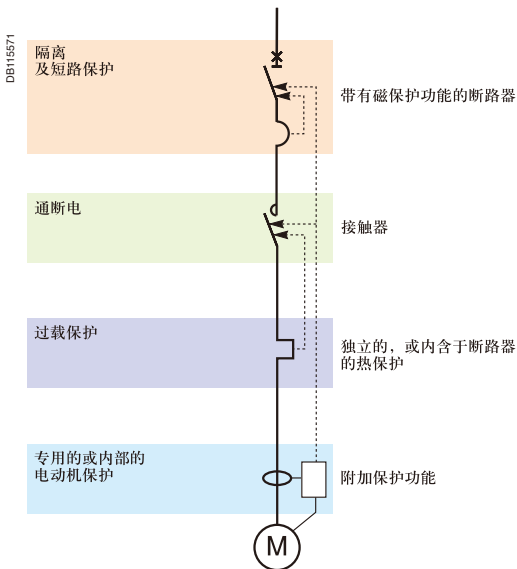 DB115571
隔离
及短路保护
带有磁保护功能的断路器
通断电
接触器
过载保护
独立的，或内含于断路器
的热保护
专用的或内部的
电动机保护
附加保护功能
M